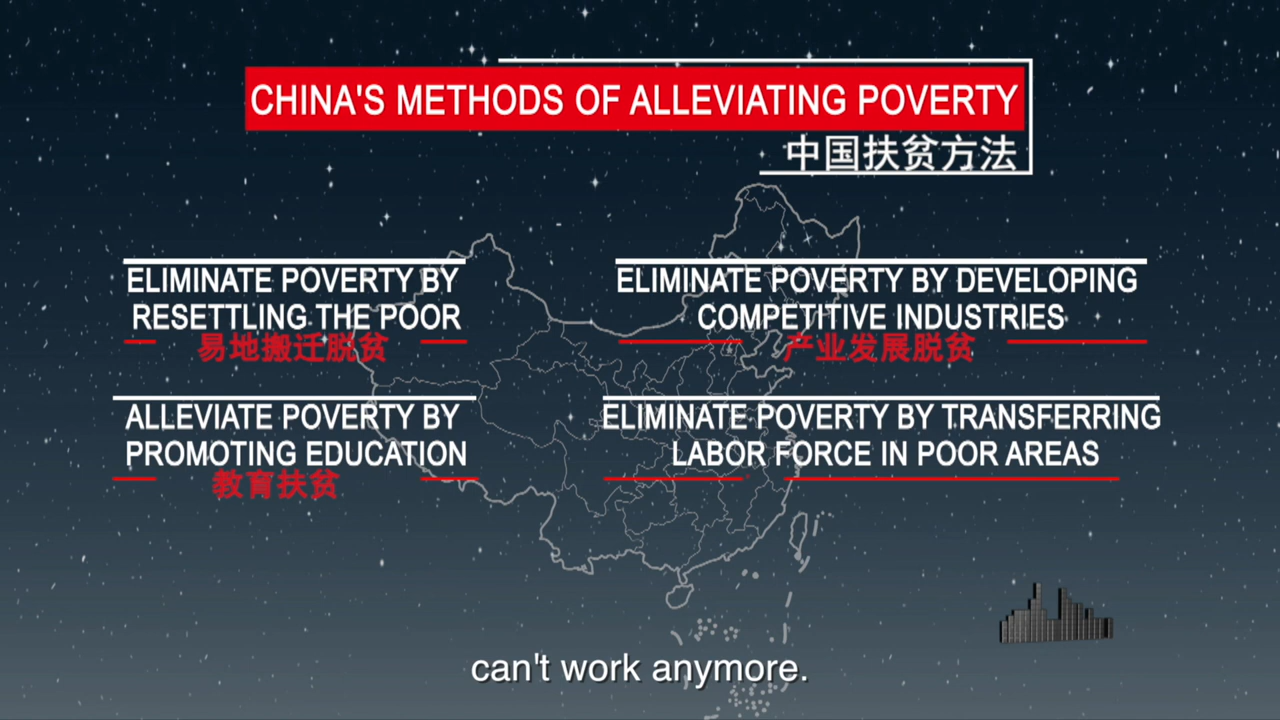 CHINA'S METHODS OF ALLEVIATING POVERTY
中国扶贫方法
ELIMINATE POVERTY BY
RESETTLING THE POOR
易地搬迁脱贫
ELIMINATE POVERTY BY DEVELOPING
COMPETITIVE INDUSTRIES
产业发展脱贫
ALLEVIATE POVERTY BY
PROMOTING EDUCATION
教育扶贫
ELIMINATE POVERTY BY TRANSFERRING
LABOR FORCE IN POOR AREAS
can't work anymore.